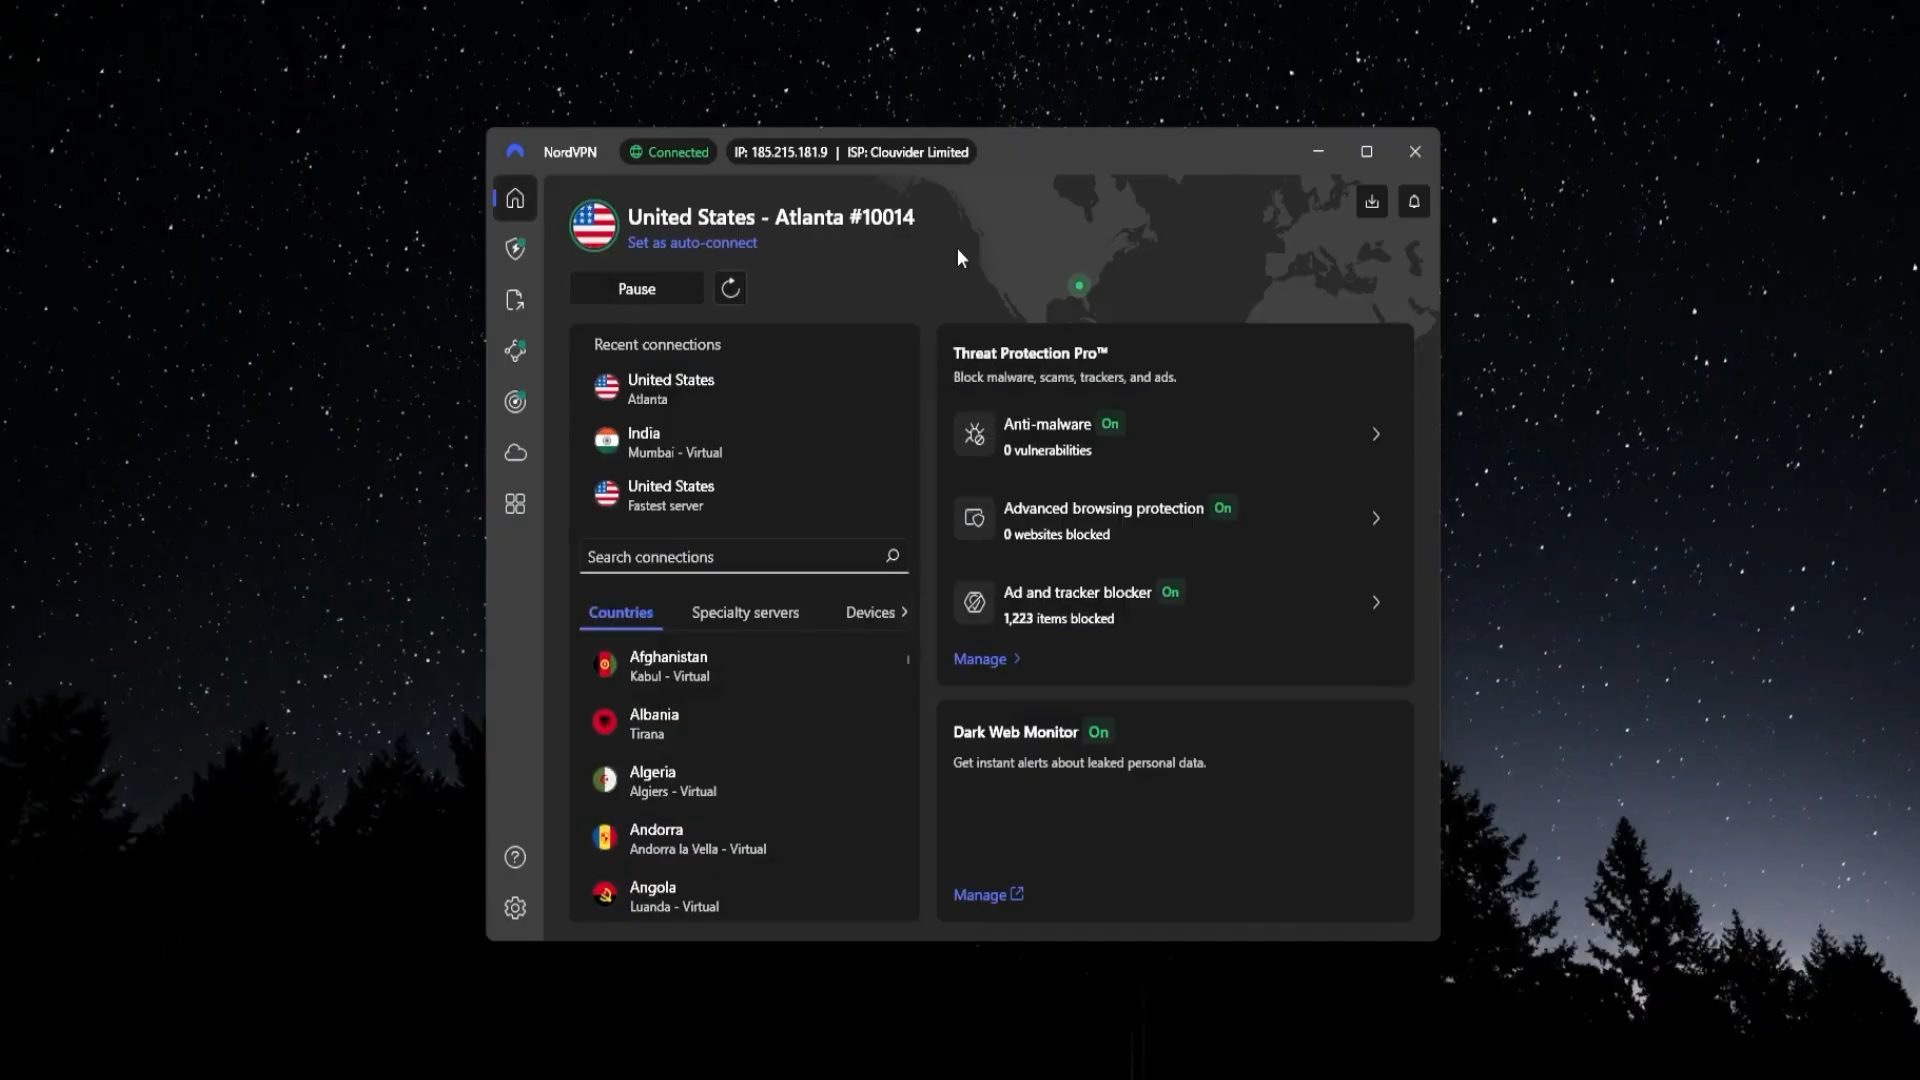 NordVPN
Connected
IP: 185.215.181.9 | ISP: Clouvider Limited
United States - Atlanta #10014
Set as auto-connect
Pause
Recent connections
United States
Atlanta
India
Mumbai - Virtual
United States
Fastest server
Search connections
Countries
Specialty servers
Devices
Afghanistan
Kabul - Virtual
Albania
Tirana
Algeria
Algiers - Virtual
Andorra
Andorra la Vella - Virtual
Angola
Luanda - Virtual
Threat Protection Pro™
Block malware, scams, trackers, and ads.
Anti-malware On
0 vulnerabilities
Advanced browsing protection On
0 websites blocked
Ad and tracker blocker On
1,223 items blocked
Manage
Dark Web Monitor On
Get instant alerts about leaked personal data.
Manage